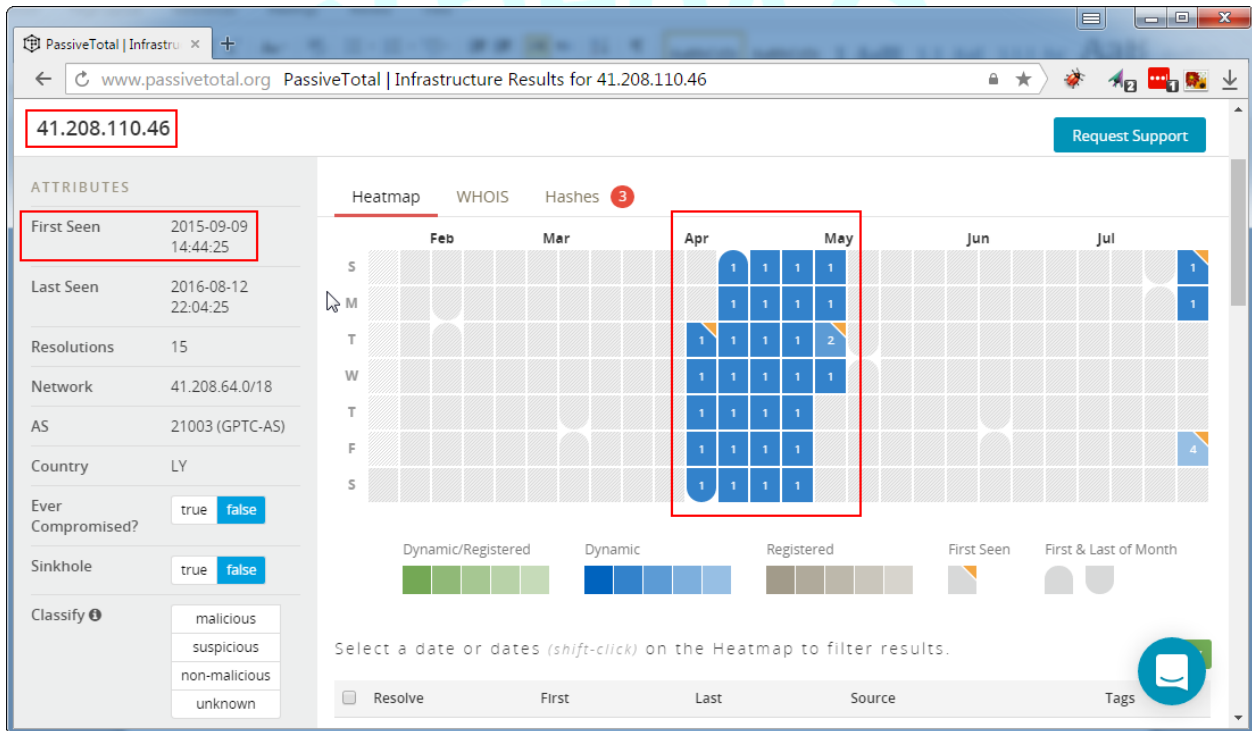 PassiveTotal | Infrastru
www.passivetotal.org PassiveTotal | Infrastructure Results for 41.208.110.46
2
1
41.208.110.46
Request Support
ATTRIBUTES
First Seen 2015-09-09 14:44:25
Last Seen 2016-08-12 22:04:25
Resolutions 15
Network 41.208.64.0/18
AS 21003 (GPTC-AS)
Country LY
Ever Compromised? true false
Sinkhole true false
Classify
malicious
suspicious
non-malicious
unknown
Heatmap WHOIS Hashes 3
Feb Mar Apr May Jun Jul
S 1 1 1 1 1
M 1 1 1 1 1
T 1 1 1 1 2
W 1 1 1 1 1
T 1 1 1 1
F 1 1 1 1 4
S 1 1 1 1
Dynamic/Registered Dynamic Registered First Seen First & Last of Month
Select a date or dates (shift-click) on the Heatmap to filter results.
Resolve First Last Source Tags